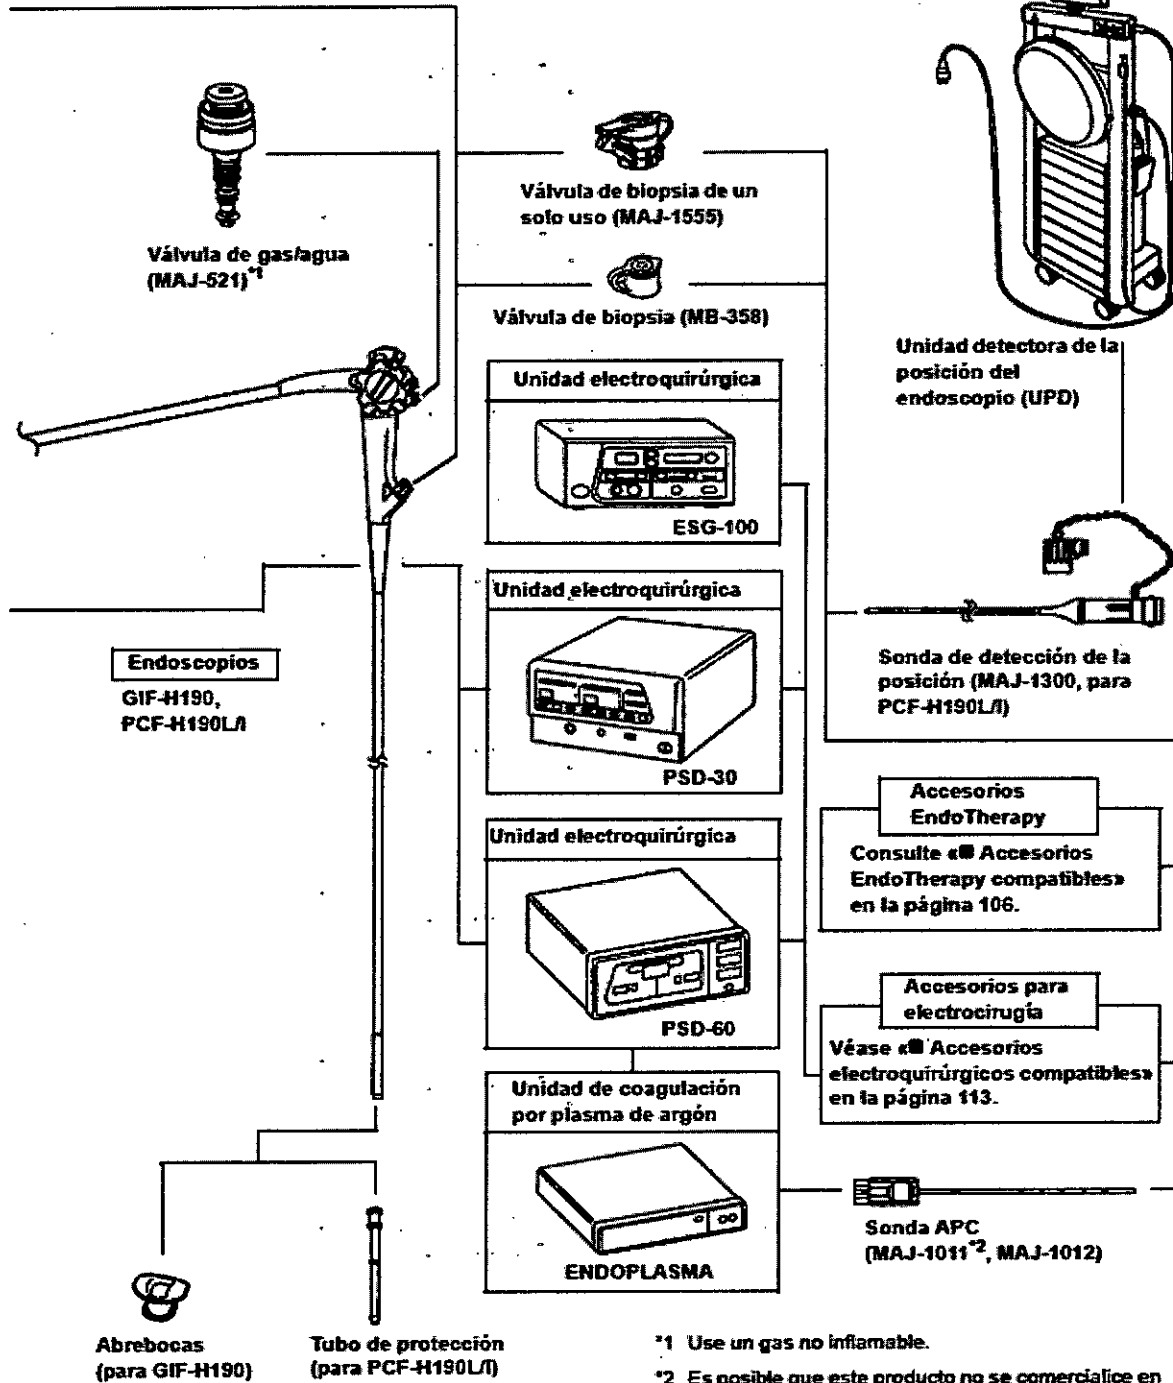 Válvula de gas/agua
(MAJ-521)*1
Válvula de biopsia de un
solo uso (MAJ-1555)
Válvula de biopsia (MB-358)
Unidad detectora de la
posición del
endoscopio (UPD)
Unidad electroquirúrgica
ESG-100
Unidad electroquirúrgica
PSD-30
Endoscopios
GIF-H190,
PCF-H190L/I
Sonda de detección de la
posición (MAJ-1300, para
PCF-H190L/I)
Unidad electroquirúrgica
PSD-60
Accesorios
EndoTherapy
Consulte «■ Accesorios
EndoTherapy compatibles»
en la página 106.
Accesorios para
electrocirugía
Véase «■ Accesorios
electroquirúrgicos compatibles»
en la página 113.
Unidad de coagulación
por plasma de argón
ENDOPLASMA
Sonda APC
(MAJ-1011*2, MAJ-1012)
Abrebocas
(para GIF-H190)
Tubo de protección
(para PCF-H190L/I)
*1 Use un gas no inflamable.
*2 Es posible que este producto no se comercialice en